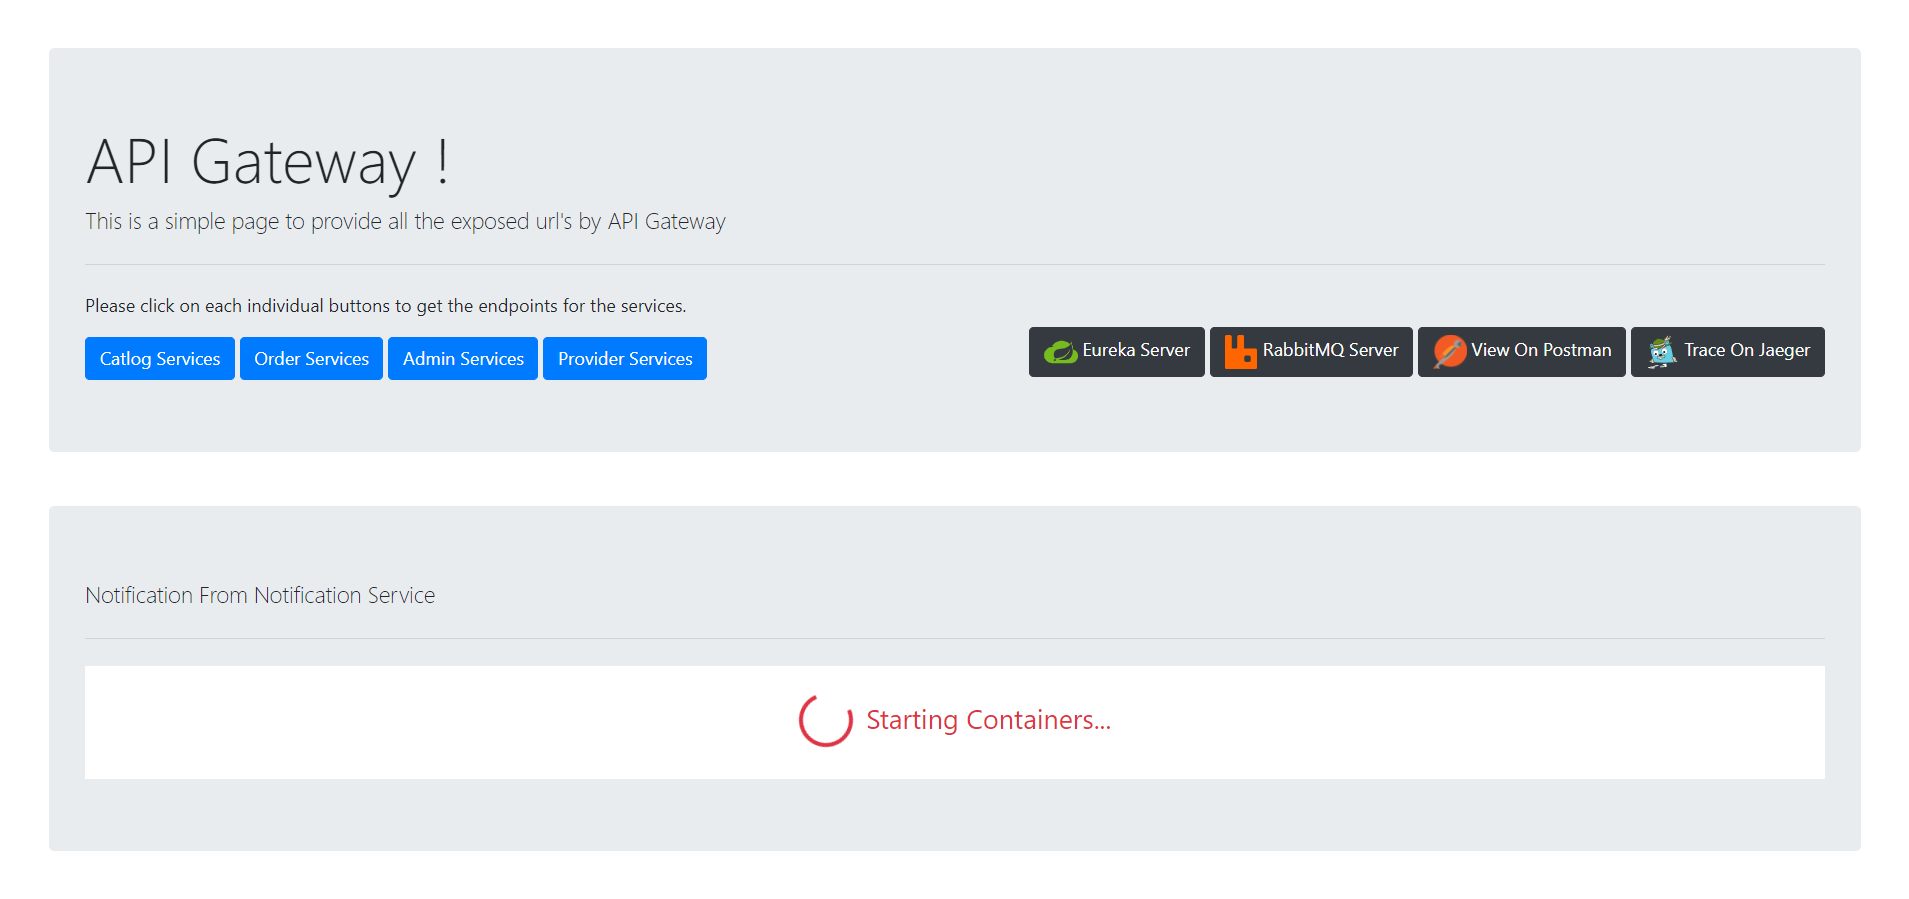 API Gateway !
This is a simple page to provide all the exposed url's by API Gateway
Please click on each individual buttons to get the endpoints for the services.
Catlog Services Order Services Admin Services Provider Services
Eureka Server RabbitMQ Server View On Postman Trace On Jaeger
Notification From Notification Service
Starting Containers...